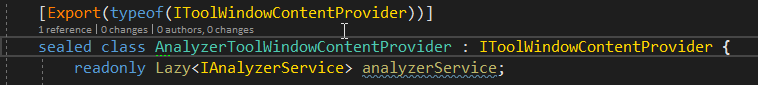 [Export(typeof(IToolWindowContentProvider))]
1 reference | 0 changes | 0 authors, 0 changes
sealed class AnalyzerToolWindowContentProvider : IToolWindowContentProvider {
readonly Lazy<IAnalyzerService> analyzerService;